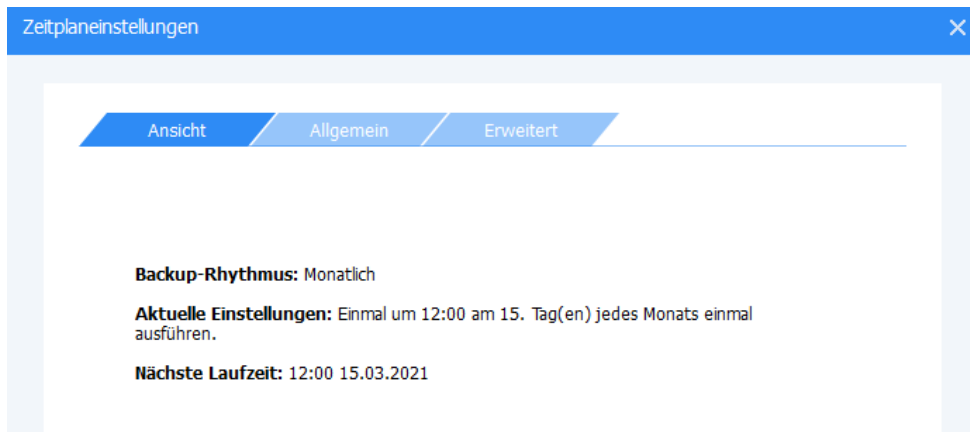 Zeitplaneinstellungen
Ansicht Allgemein Erweitert
Backup-Rhythmus: Monatlich
Aktuelle Einstellungen: Einmal um 12:00 am 15. Tag(en) jedes Monats einmal
ausführen.
Nächste Laufzeit: 12:00 15.03.2021